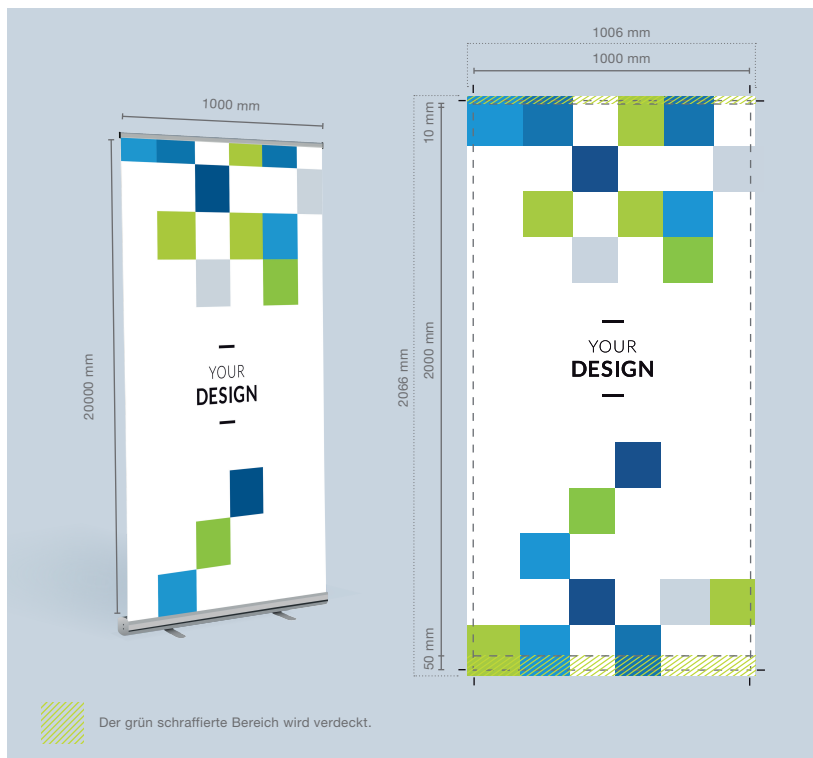 1006 mm
1000 mm
1000 mm
10 mm
20000 mm
2066 mm
2000 mm
YOUR
DESIGN
YOUR
DESIGN
50 mm
Der grün schraffierte Bereich wird verdeckt.